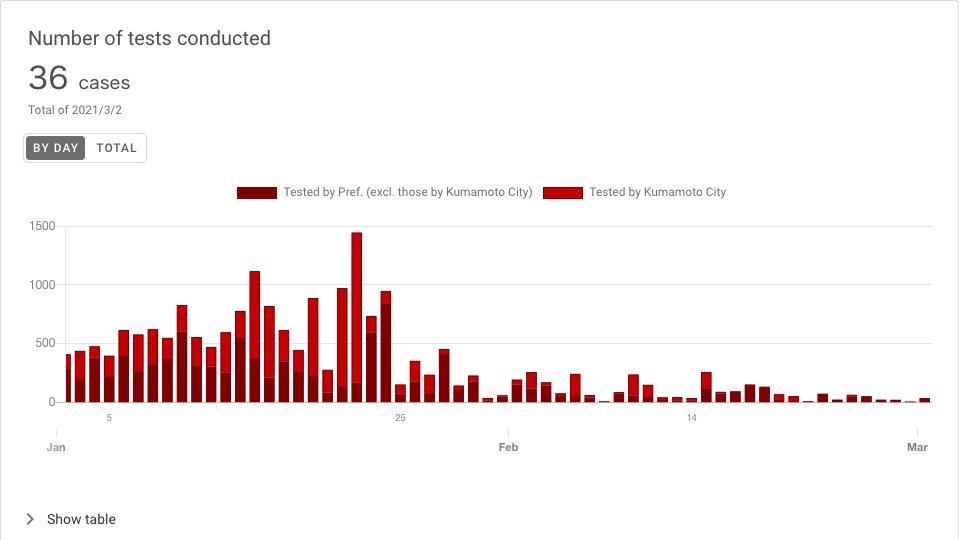 Number of tests conducted
36 cases
Total of 2021/3/2
BY DAY TOTAL
Tested by Pref. (excl. those by Kumamoto City) Tested by Kumamoto City
1500
1000
500
0
5 25 14
Jan Feb Mar
Show table